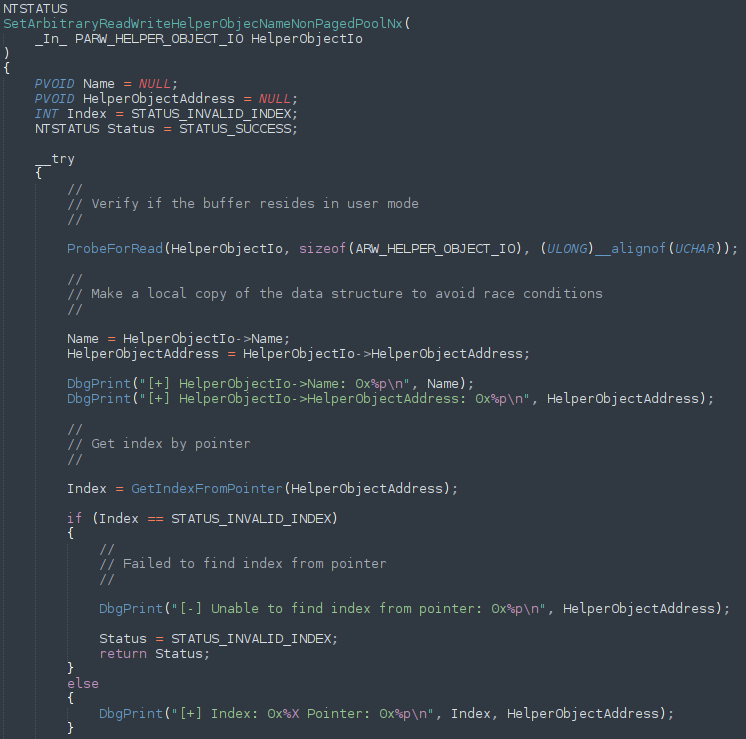 NTSTATUS
SetArbitraryReadWriteHelperObjecNameNonPagedPoolNx(
    _In_ PARW_HELPER_OBJECT_IO HelperObjectIo
)
{
    PVOID Name = NULL;
    PVOID HelperObjectAddress = NULL;
    INT Index = STATUS_INVALID_INDEX;
    NTSTATUS Status = STATUS_SUCCESS;

    __try
    {
        //
        // Verify if the buffer resides in user mode
        //

        ProbeForRead(HelperObjectIo, sizeof(ARW_HELPER_OBJECT_IO), (ULONG)__alignof(UCHAR));

        //
        // Make a local copy of the data structure to avoid race conditions
        //

        Name = HelperObjectIo->Name;
        HelperObjectAddress = HelperObjectIo->HelperObjectAddress;

        DbgPrint("[+] HelperObjectIo->Name: 0x%p\n", Name);
        DbgPrint("[+] HelperObjectIo->HelperObjectAddress: 0x%p\n", HelperObjectAddress);

        //
        // Get index by pointer
        //

        Index = GetIndexFromPointer(HelperObjectAddress);

        if (Index == STATUS_INVALID_INDEX)
        {
            //
            // Failed to find index from pointer
            //

            DbgPrint("[-] Unable to find index from pointer: 0x%p\n", HelperObjectAddress);

            Status = STATUS_INVALID_INDEX;
            return Status;
        }
        else
        {
            DbgPrint("[+] Index: 0x%X Pointer: 0x%p\n", Index, HelperObjectAddress);
        }